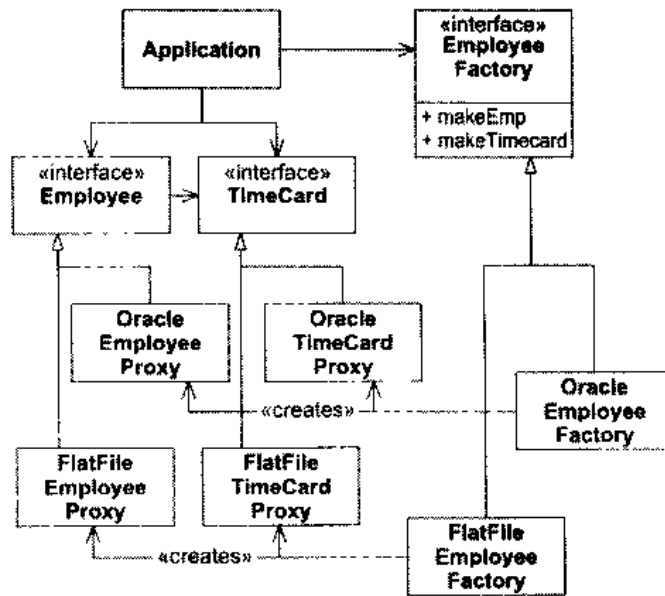 Application
«interface»
Employee
Factory
+ makeEmp
+ makeTimecard
«interface»
Employee
«interface»
TimeCard
Oracle
Employee
Proxy
Oracle
TimeCard
Proxy
«creates»
Oracle
Employee
Factory
FlatFile
Employee
Proxy
FlatFile
TimeCard
Proxy
«creates»
FlatFile
Employee
Factory